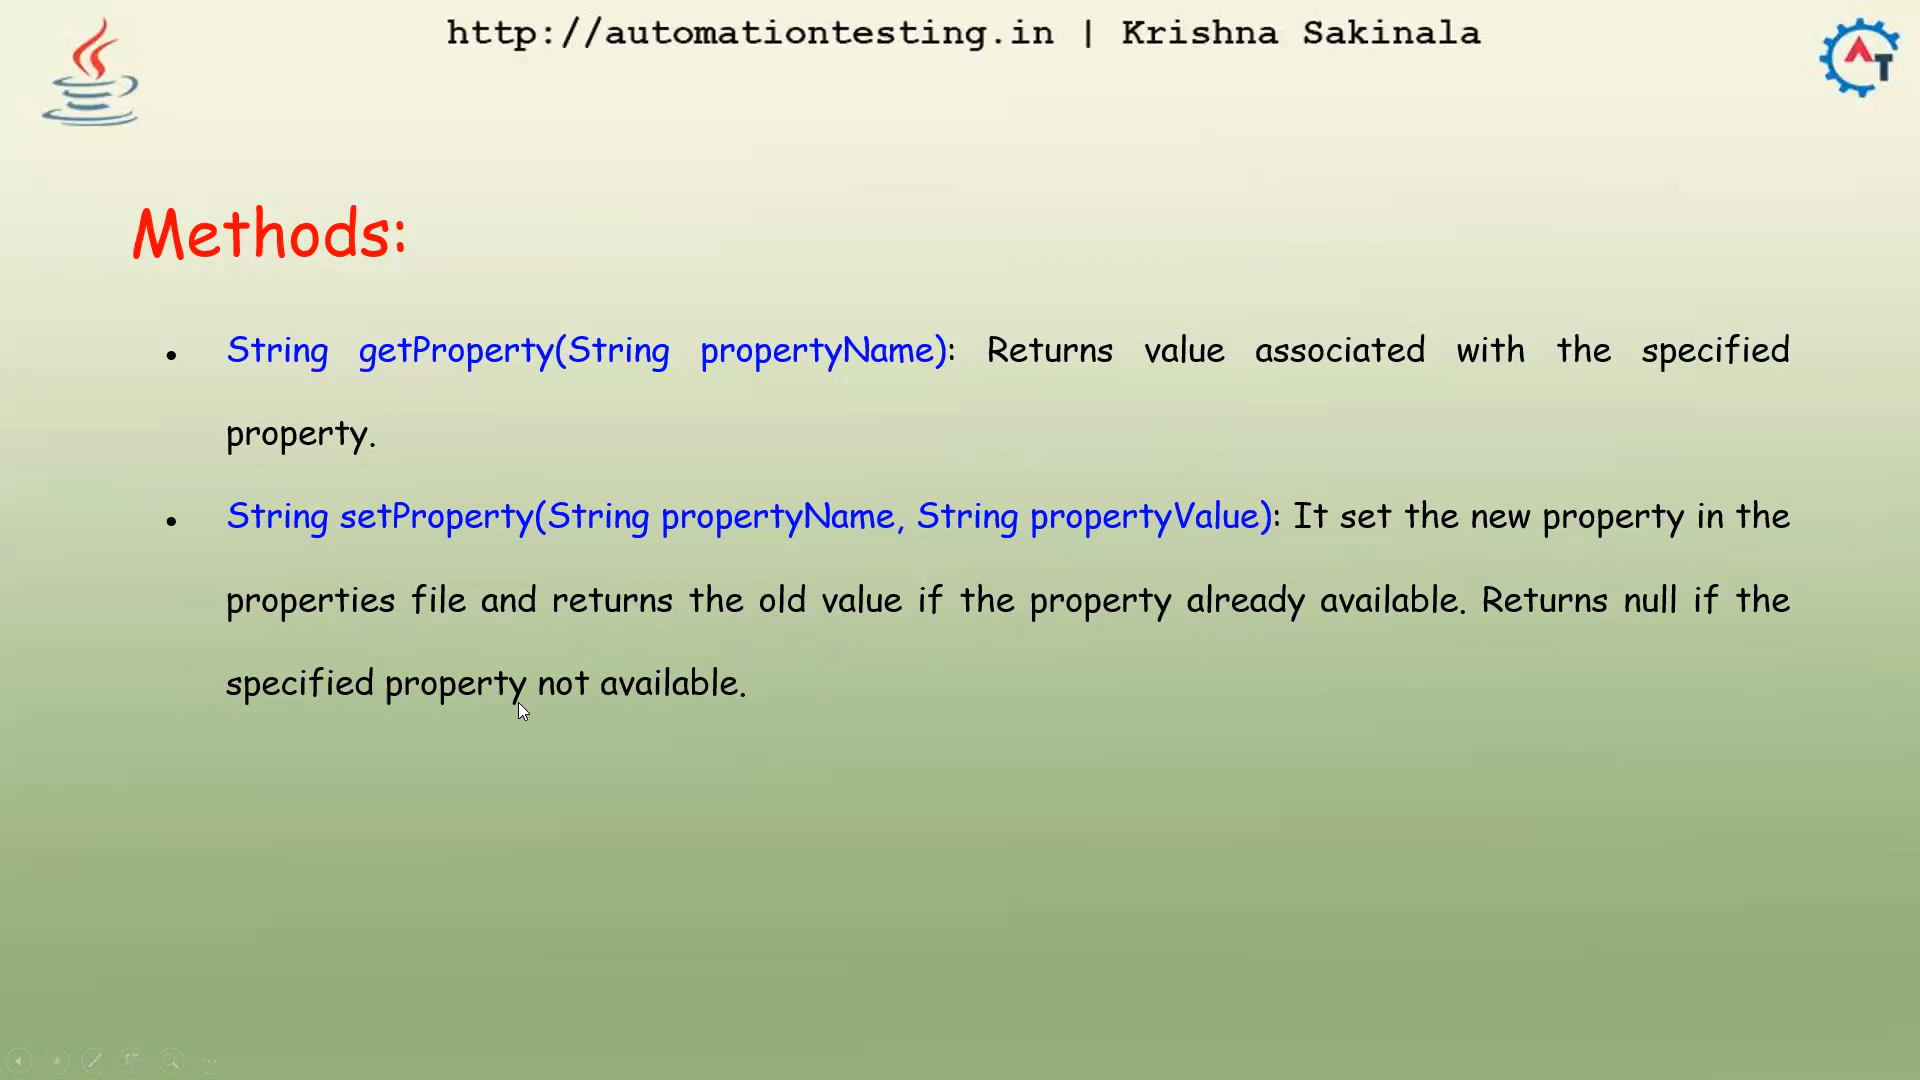 http://automationtesting.in | Krishna Sakinala
AT
Methods:
• String getProperty(String propertyName): Returns value associated with the specified
property.
• String setProperty(String propertyName, String propertyValue): It set the new property in the
properties file and returns the old value if the property already available. Returns null if the
specified property not available.